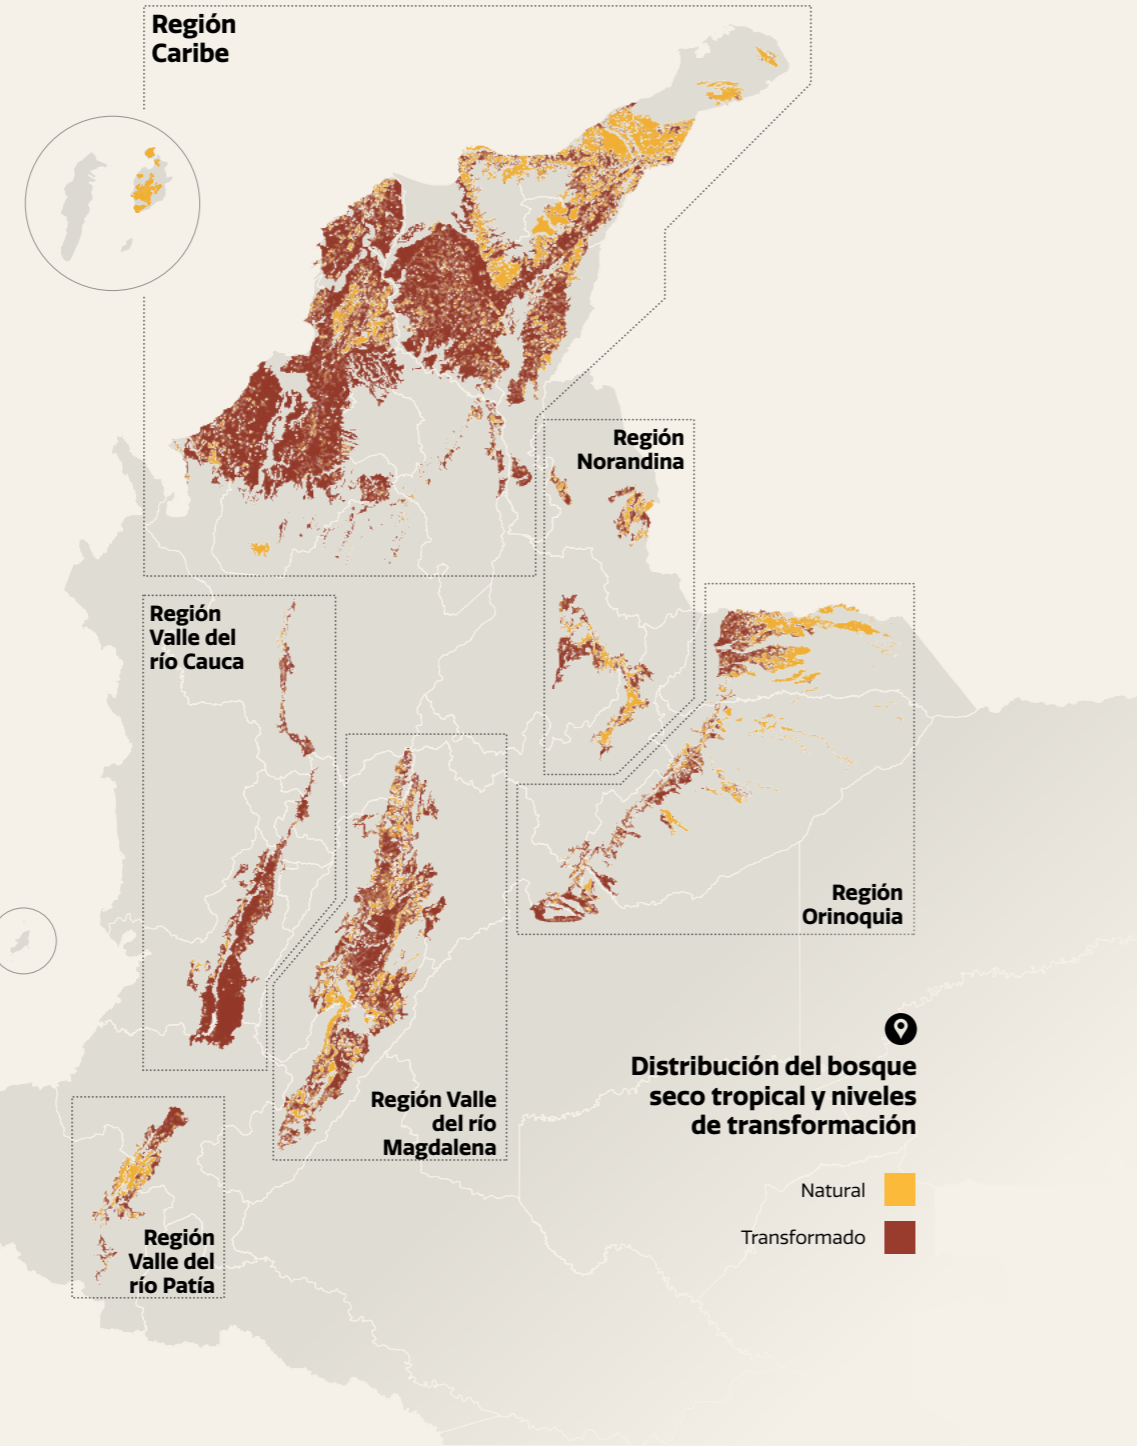 Región
Caribe
Región
Norandina
Región
Valle del
río Cauca
Región
Orinoquia
Distribución del bosque
seco tropical y niveles
de transformación
Región Valle
del río
Magdalena
Natural
Transformado
Región
Valle del
río Patía